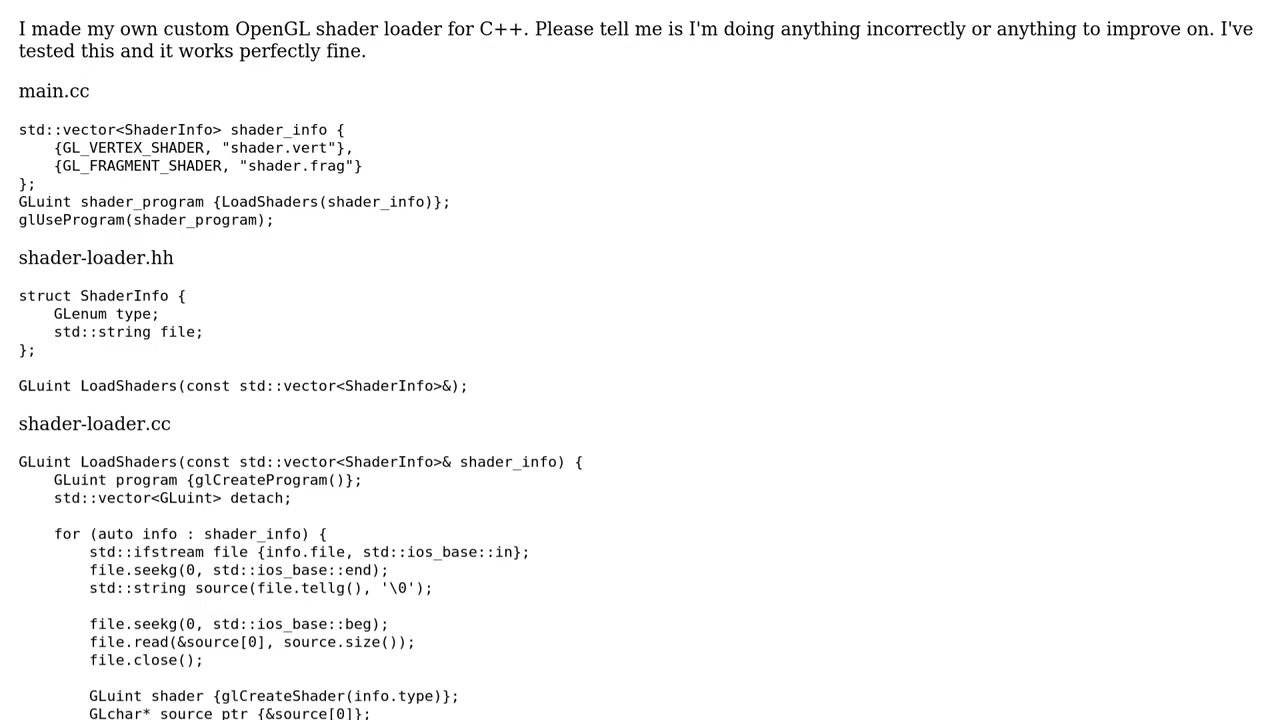 I made my own custom OpenGL shader loader for C++. Please tell me is I'm doing anything incorrectly or anything to improve on. I've
tested this and it works perfectly fine.
main.cc
std::vector<ShaderInfo> shader_info {
    {GL_VERTEX_SHADER, "shader.vert"},
    {GL_FRAGMENT_SHADER, "shader.frag"}
};
GLuint shader_program {LoadShaders(shader_info)};
glUseProgram(shader_program);
shader-loader.hh
struct ShaderInfo {
    GLenum type;
    std::string file;
};
GLuint LoadShaders(const std::vector<ShaderInfo>&);
shader-loader.cc
GLuint LoadShaders(const std::vector<ShaderInfo>& shader_info) {
    GLuint program {glCreateProgram()};
    std::vector<GLuint> detach;
    for (auto info : shader_info) {
        std::ifstream file {info.file, std::ios_base::in};
        file.seekg(0, std::ios_base::end);
        std::string source(file.tellg(), '\0');
        file.seekg(0, std::ios_base::beg);
        file.read(&source[0], source.size());
        file.close();
        GLuint shader {glCreateShader(info.type)};
        GLchar* source_ptr {&source[0]};